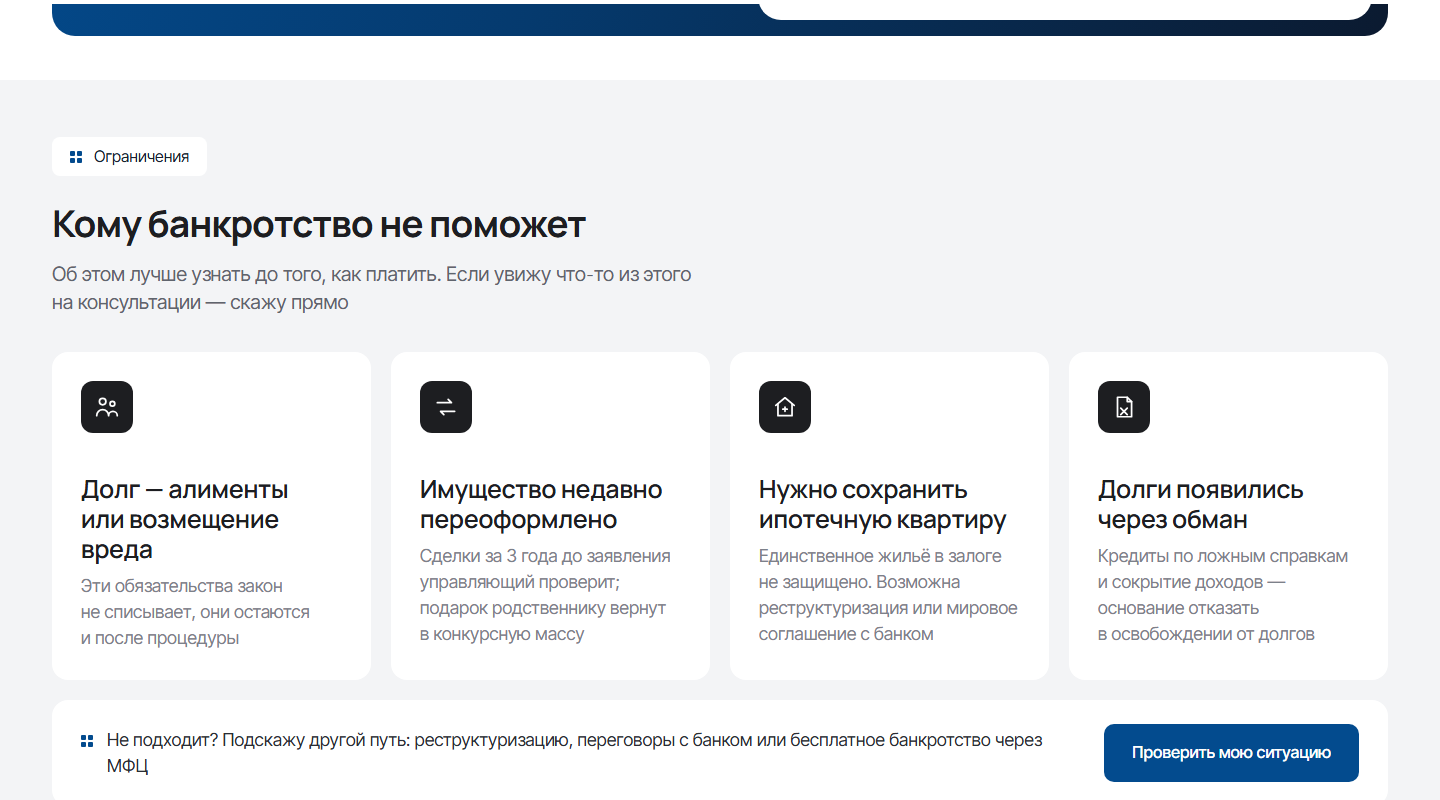 Ограничения
Кому банкротство не поможет
Об этом лучше узнать до того, как платить. Если увижу что-то из этого
на консультации — скажу прямо
Долг — алименты
или возмещение
вреда
Эти обязательства закон
не списывает, они остаются
и после процедуры
Имущество недавно
переоформлено
Сделки за 3 года до заявления
управляющий проверит;
подарок родственнику вернут
в конкурсную массу
Нужно сохранить
ипотечную квартиру
Единственное жильё в залоге
не защищено. Возможна
реструктуризация или мировое
соглашение с банком
Долги появились
через обман
Кредиты по ложным справкам
и сокрытие доходов —
основание отказать
в освобождении от долгов
Не подходит? Подскажу другой путь: реструктуризацию, переговоры с банком или бесплатное банкротство через
МФЦ
Проверить мою ситуацию